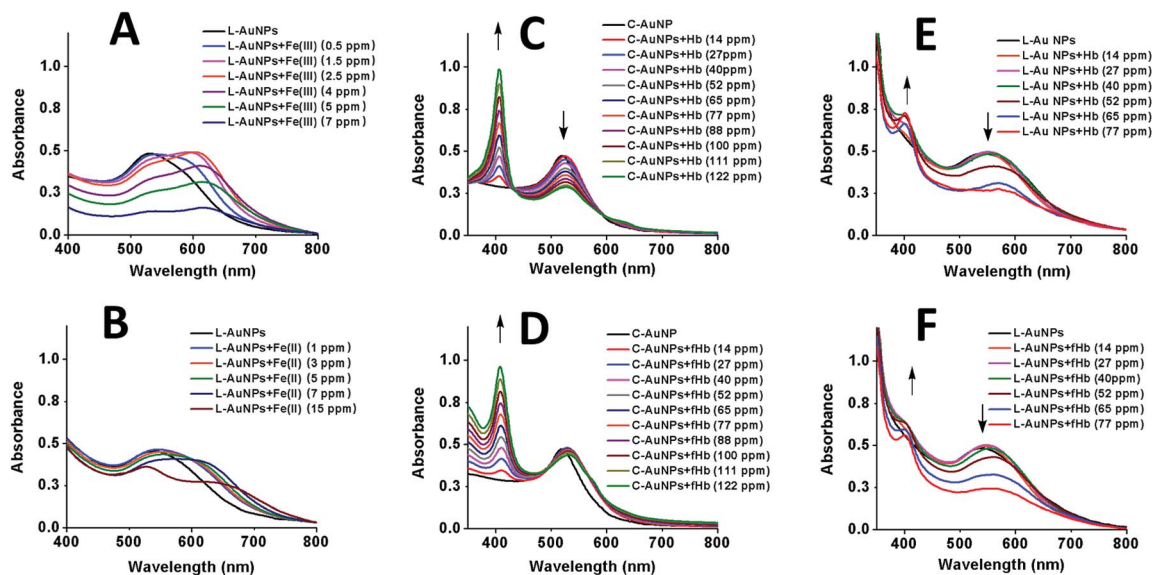 A
L-AuNPs
L-AuNPs+Fe(III) (0.5 ppm)
L-AuNPs+Fe(III) (1.5 ppm)
L-AuNPs+Fe(III) (2.5 ppm)
L-AuNPs+Fe(III) (4 ppm)
L-AuNPs+Fe(III) (5 ppm)
L-AuNPs+Fe(III) (7 ppm)
Absorbance
1.0
0.8
0.5
0.3
0.0
400 500 600 700 800
Wavelength (nm)
C
C-AuNP
C-AuNPs+Hb (14 ppm)
C-AuNPs+Hb (27ppm)
C-AuNPs+Hb (40ppm)
C-AuNPs+Hb (52 ppm)
C-AuNPs+Hb (65 ppm)
C-AuNPs+Hb (77 ppm)
C-AuNPs+Hb (88 ppm)
C-AuNPs+Hb (100 ppm)
C-AuNPs+Hb (111 ppm)
C-AuNPs+Hb (122 ppm)
Absorbance
1.0
0.8
0.5
0.3
0.0
400 500 600 700 800
Wavelength (nm)
E
L-Au NPs
L-Au NPs+Hb (14 ppm)
L-Au NPs+Hb (27 ppm)
L-Au NPs+Hb (40 ppm)
L-Au NPs+Hb (52 ppm)
L-Au NPs+Hb (65 ppm)
L-Au NPs+Hb (77 ppm)
Absorbance
1.0
0.8
0.5
0.3
0.0
400 500 600 700 800
Wavelength (nm)
B
L-AuNPs
L-AuNPs+Fe(II) (1 ppm)
L-AuNPs+Fe(II) (3 ppm)
L-AuNPs+Fe(II) (5 ppm)
L-AuNPs+Fe(II) (7 ppm)
L-AuNPs+Fe(II) (15 ppm)
Absorbance
1.0
0.8
0.5
0.3
0.0
400 500 600 700 800
Wavelength (nm)
D
C-AuNP
C-AuNPs+fHb (14 ppm)
C-AuNPs+fHb (27 ppm)
C-AuNPs+fHb (40 ppm)
C-AuNPs+fHb (52 ppm)
C-AuNPs+fHb (65 ppm)
C-AuNPs+fHb (77 ppm)
C-AuNPs+fHb (88 ppm)
C-AuNPs+fHb (100 ppm)
C-AuNPs+fHb (111 ppm)
C-AuNPs+fHb (122 ppm)
Absorbance
1.0
0.8
0.5
0.3
0.0
400 500 600 700 800
Wavelength (nm)
F
L-AuNPs
L-AuNPs+fHb (14 ppm)
L-AuNPs+fHb (27 ppm)
L-AuNPs+fHb (40ppm)
L-AuNPs+fHb (52 ppm)
L-AuNPs+fHb (65 ppm)
L-AuNPs+fHb (77 ppm)
Absorbance
1.0
0.8
0.5
0.3
0.0
400 500 600 700 800
Wavelength (nm)